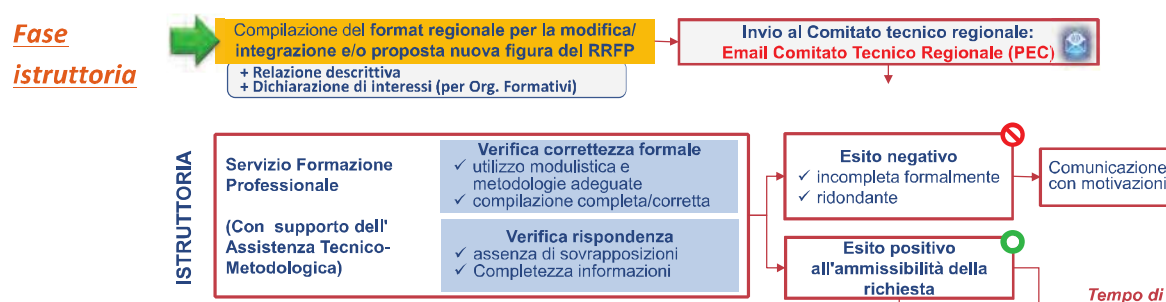 Fase
istruttoria
Compilazione del format regionale per la modifica/
integrazione e/o proposta nuova figura del RRFP
+ Relazione descrittiva
+ Dichiarazione di interessi (per Org. Formativi)
Invio al Comitato tecnico regionale:
Email Comitato Tecnico Regionale (PEC)
ISTRUTTORIA
Servizio Formazione
Professionale
(Con supporto dell'
Assistenza Tecnico-
Metodologica)
Verifica correttezza formale
✓ utilizzo modulistica e
metodologie adeguate
✓ compilazione completa/corretta
Verifica rispondenza
✓ assenza di sovrapposizioni
✓ Completezza informazioni
Esito negativo
✓ incompleta formalmente
✓ ridondante
Comunicazione
con motivazioni
Esito positivo
all'ammissibilità della
richiesta
Tempo di